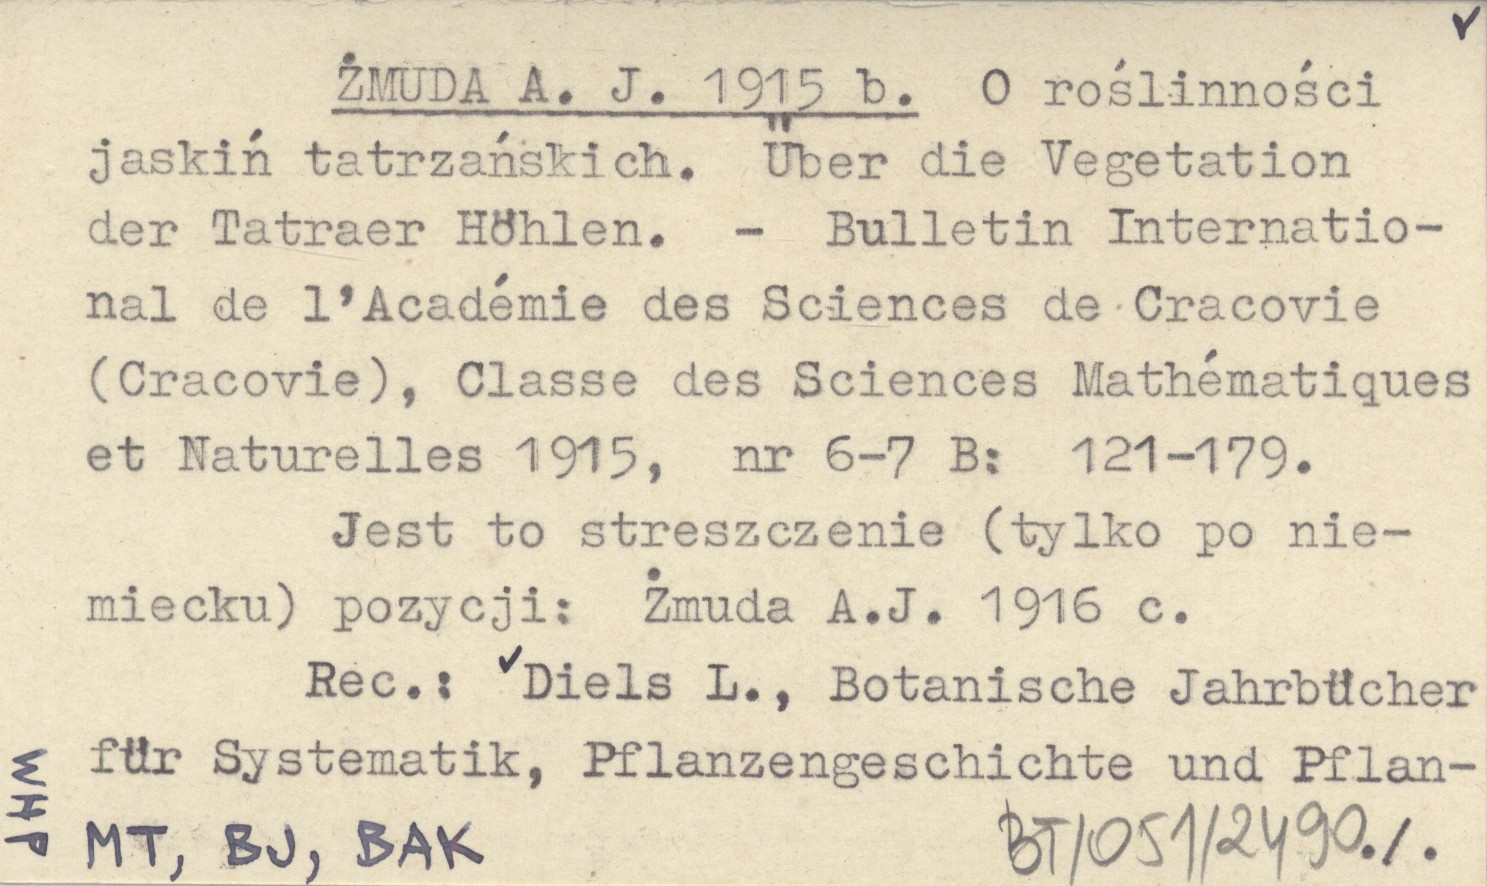 ✓
ŻMUDA A. J. 1915 b. O roślinności
jaskiń tatrzańskich. Über die Vegetation
der Tatraer Höhlen. - Bulletin Internatio-
nal de l'Académie des Sciences de Cracovie
(Cracovie), Classe des Sciences Mathématiques
et Naturelles 1915, nr 6-7 B: 121-179.
Jest to streszczenie (tylko po nie-
miecku) pozycji: Żmuda A.J. 1916 c.
Rec.: ✓Diels L., Botanische Jahrbücher
für Systematik, Pflanzengeschichte und Pflan-
WHP
MT, BJ, BAK
BT/051/2490./.